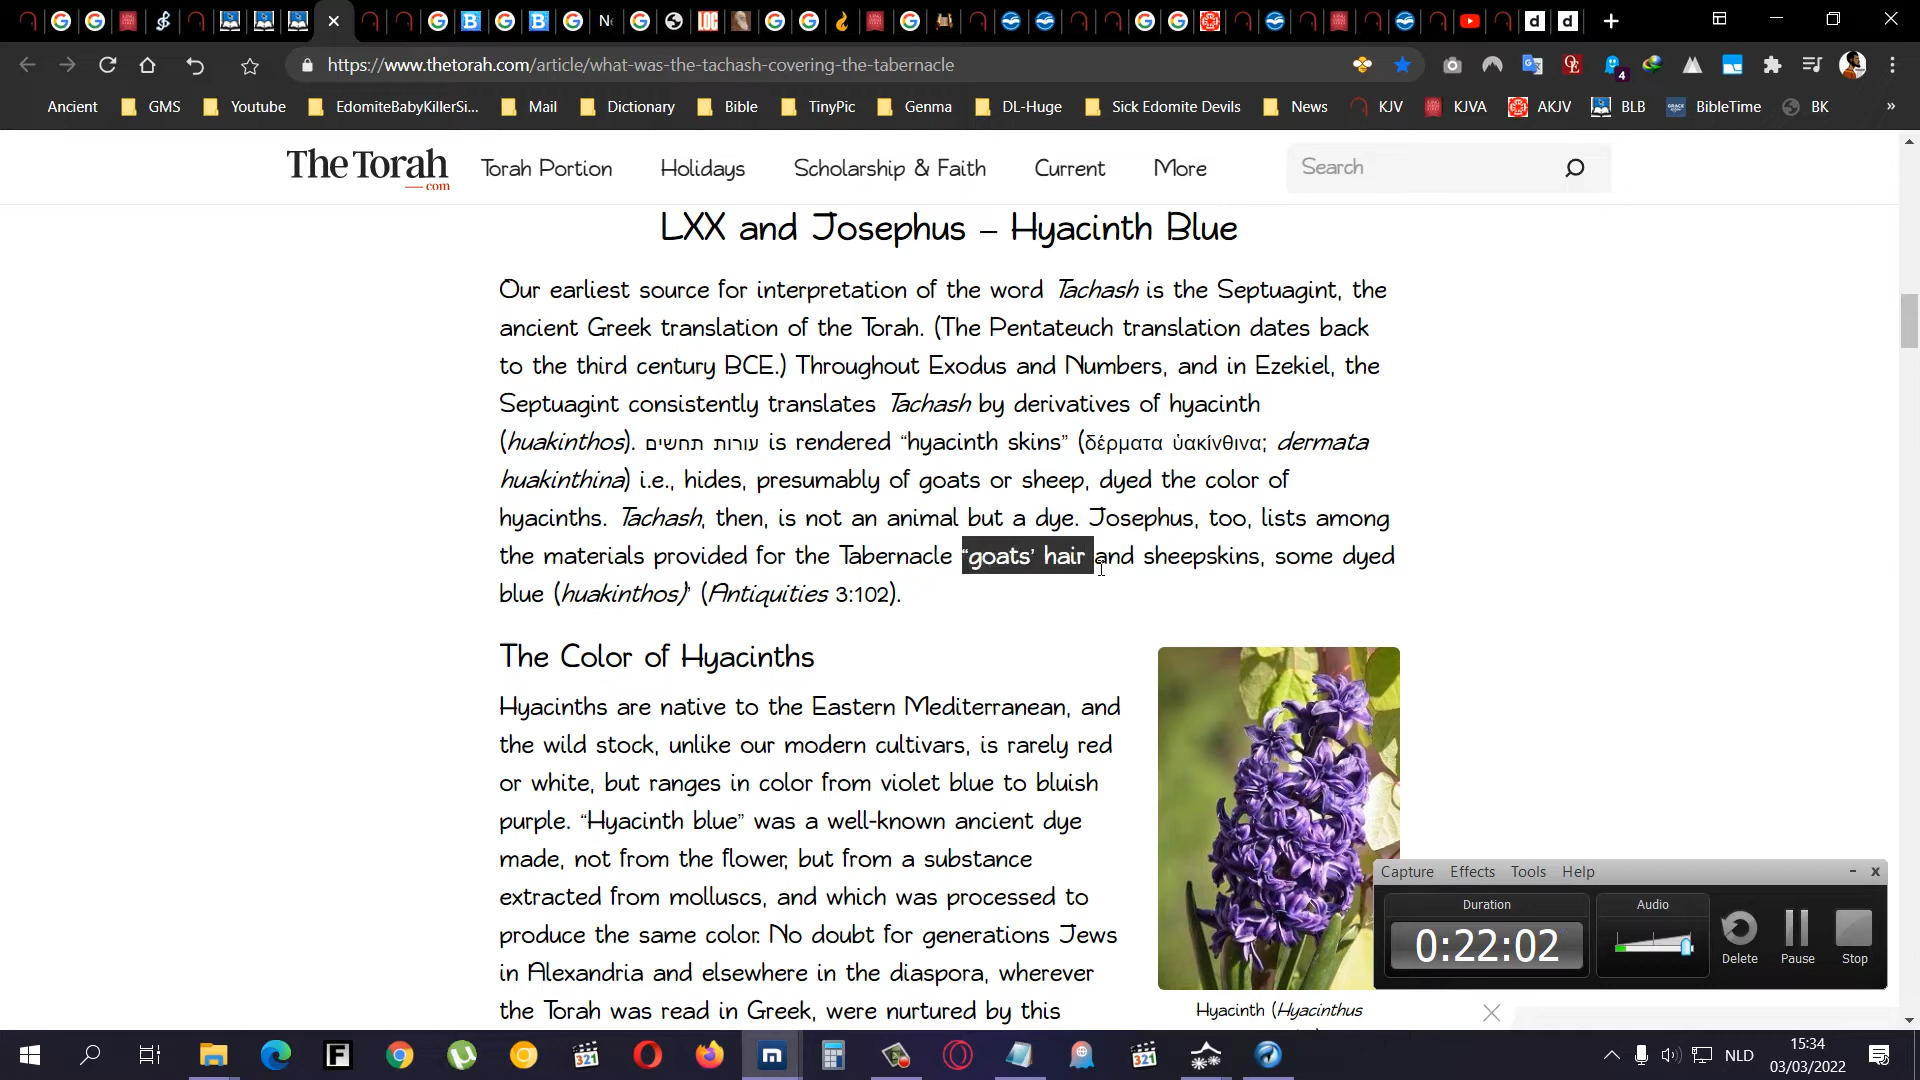 https://www.thetorah.com/article/what-was-the-tachash-covering-the-tabernacle
4
Ancient GMS Youtube EdomiteBabyKillerSi... Mail Dictionary Bible TinyPic Genma DL-Huge Sick Edomite Devils News KJV KJVA AKJV BLB BibleTime BK »
TheTorah
com
Torah Portion Holidays Scholarship & Faith Current More Search
LXX and Josephus – Hyacinth Blue
Our earliest source for interpretation of the word Tachash is the Septuagint, the
ancient Greek translation of the Torah. (The Pentateuch translation dates back
to the third century BCE.) Throughout Exodus and Numbers, and in Ezekiel, the
Septuagint consistently translates Tachash by derivatives of hyacinth
(huakinthos). עורות תחשים is rendered “hyacinth skins” (δέρματα ὑακίνθινα; dermata
huakinthina) i.e., hides, presumably of goats or sheep, dyed the color of
hyacinths. Tachash, then, is not an animal but a dye. Josephus, too, lists among
the materials provided for the Tabernacle “goats’ hair and sheepskins, some dyed
blue (huakinthos)” (Antiquities 3:102).
The Color of Hyacinths
Hyacinths are native to the Eastern Mediterranean, and
the wild stock, unlike our modern cultivars, is rarely red
or white, but ranges in color from violet blue to bluish
purple. “Hyacinth blue” was a well-known ancient dye
made, not from the flower, but from a substance
extracted from molluscs, and which was processed to
produce the same color. No doubt for generations Jews
in Alexandria and elsewhere in the diaspora, wherever
the Torah was read in Greek, were nurtured by this
Hyacinth (Hyacinthus
Capture Effects Tools Help
Duration Audio
0:22:02
Delete Pause Stop
NLD
15:34
03/03/2022